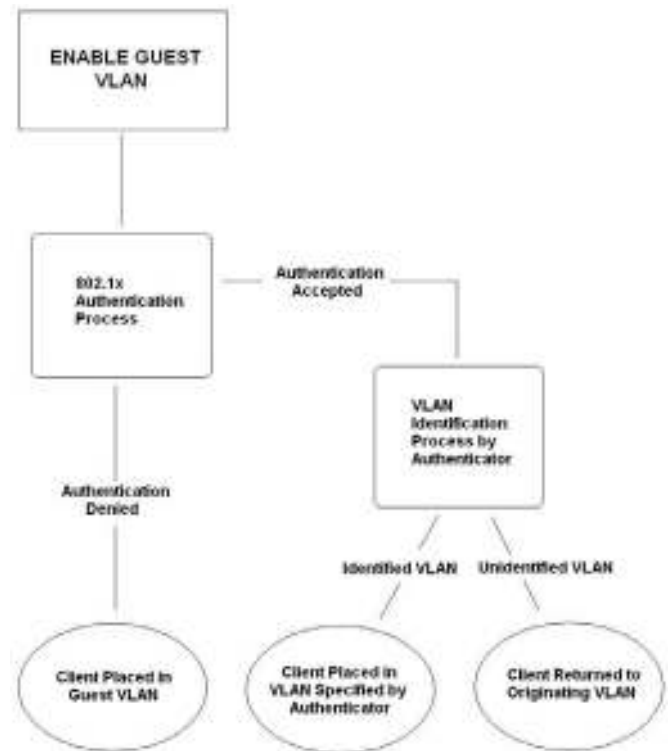 ENABLE GUEST
VLAN
802.1x
Authentication
Process
Authentication
Accepted
VLAN
Identification
Process by
Authenticator
Authentication
Denied
Identified VLAN
Unidentified VLAN
Client Placed in
Guest VLAN
Client Placed in
VLAN Specified by
Authenticator
Client Returned to
Originating VLAN